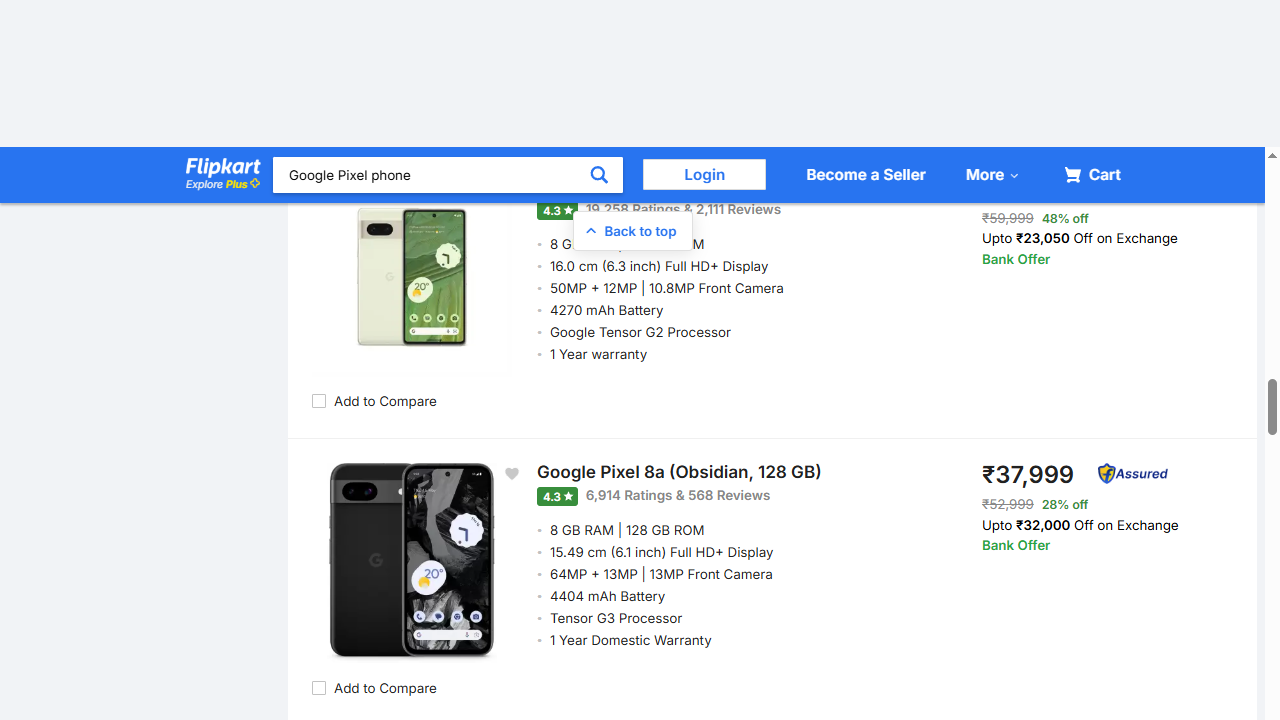 Flipkart
Explore Plus
Google Pixel phone
Login
Become a Seller
More
Cart
4.3 19,258 Ratings & 2,111 Reviews
Back to top
₹59,999 48% off
Upto ₹23,050 Off on Exchange
Bank Offer
16.0 cm (6.3 inch) Full HD+ Display
50MP + 12MP | 10.8MP Front Camera
4270 mAh Battery
Google Tensor G2 Processor
1 Year warranty
Add to Compare
Google Pixel 8a (Obsidian, 128 GB)
4.3 6,914 Ratings & 568 Reviews
8 GB RAM | 128 GB ROM
15.49 cm (6.1 inch) Full HD+ Display
64MP + 13MP | 13MP Front Camera
4404 mAh Battery
Tensor G3 Processor
1 Year Domestic Warranty
₹37,999 Assured
₹52,999 28% off
Upto ₹32,000 Off on Exchange
Bank Offer
20°
20°
Add to Compare